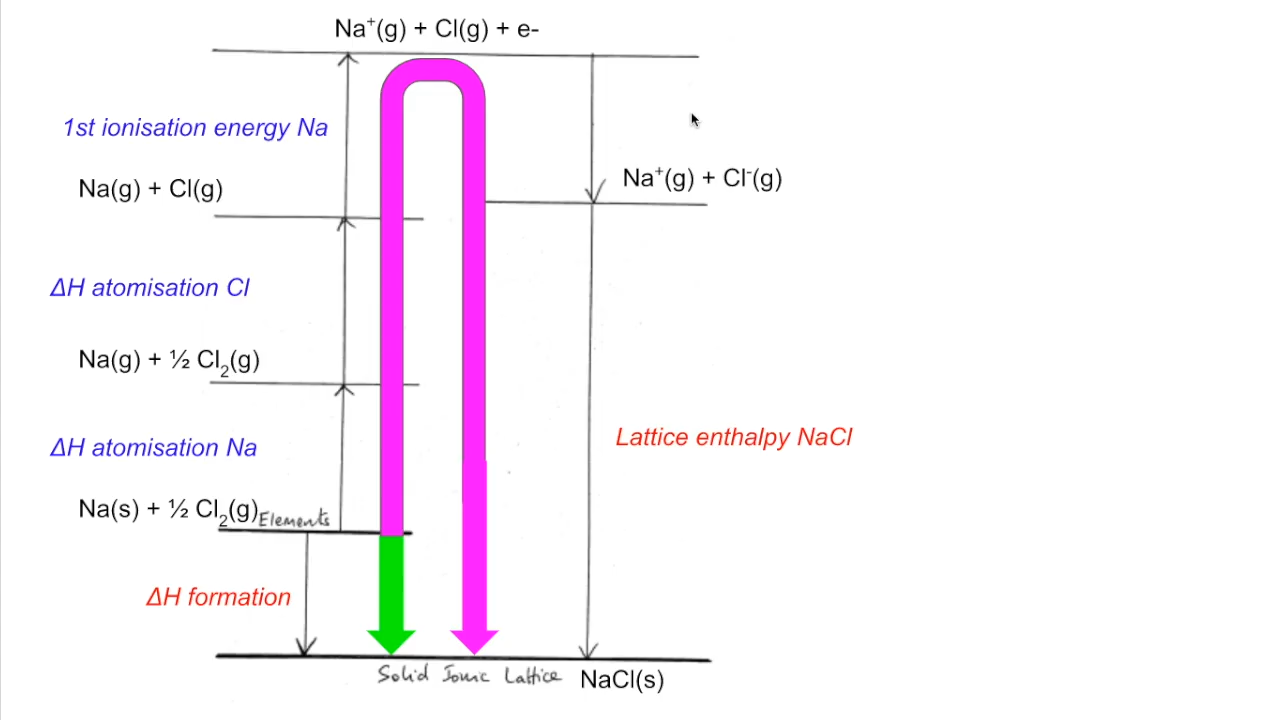 Na⁺(g) + Cl(g) + e-
1st ionisation energy Na
Na⁺(g) + Cl⁻(g)
Na(g) + Cl(g)
ΔH atomisation Cl
Na(g) + ½ Cl₂(g)
Lattice enthalpy NaCl
ΔH atomisation Na
Na(s) + ½ Cl₂(g) Elements
ΔH formation
Solid Ionic Lattice NaCl(s)